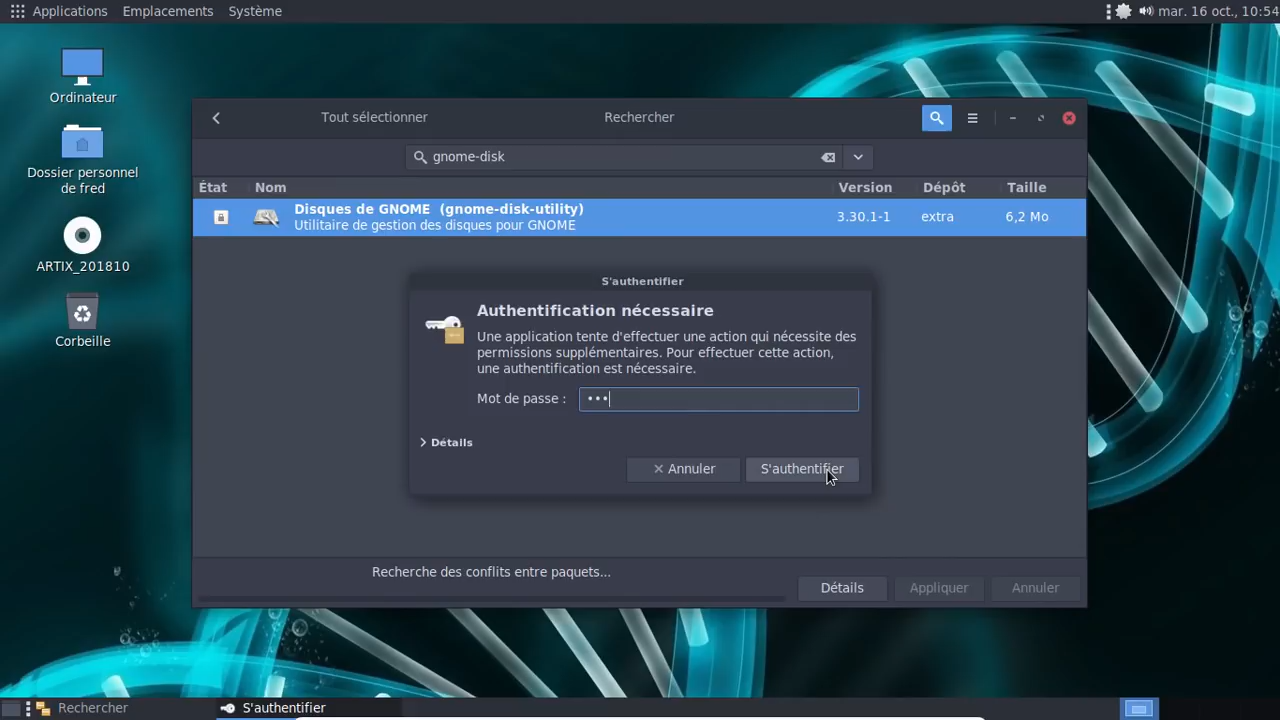 Applications Emplacements Système mar. 16 oct., 10:54
Ordinateur
Dossier personnel
de fred
ARTIX_201810
Corbeille
Tout sélectionner Rechercher
gnome-disk
État Nom Version Dépôt Taille
Disques de GNOME (gnome-disk-utility) 3.30.1-1 extra 6,2 Mo
Utilitaire de gestion des disques pour GNOME
S'authentifier
Authentification nécessaire
Une application tente d'effectuer une action qui nécessite des
permissions supplémentaires. Pour effectuer cette action,
une authentification est nécessaire.
Mot de passe : •••
Détails
Annuler S'authentifier
Recherche des conflits entre paquets...
Détails Appliquer Annuler
Rechercher S'authentifier